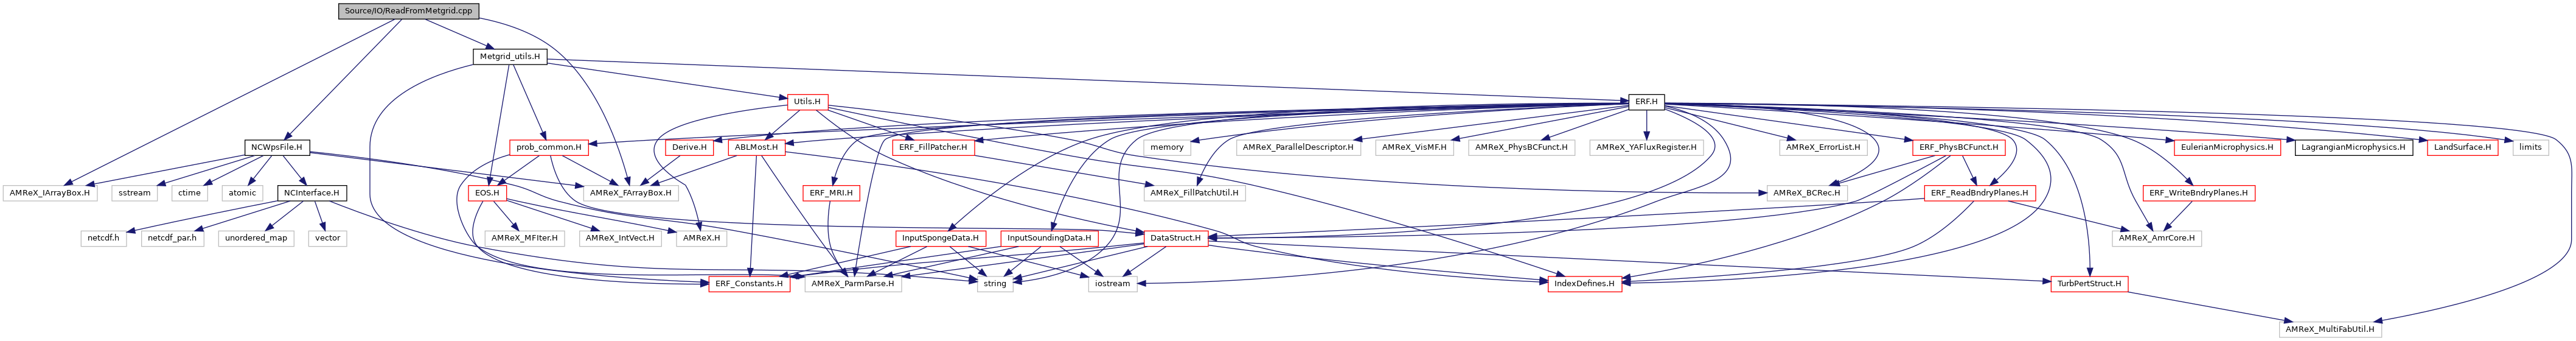 Source/IO/ReadFromMetgrid.cpp
Metgrid_utils.H
Utils.H
ERF.H
NCWpsFile.H
prob_common.H
Derive.H
ABLMost.H
ERF_FillPatcher.H
memory
AMReX_ParallelDescriptor.H
AMReX_VisMF.H
AMReX_PhysBCFunct.H
AMReX_YAFluxRegister.H
AMReX_ErrorList.H
ERF_PhysBCFunct.H
EulerianMicrophysics.H
LagrangianMicrophysics.H
LandSurface.H
limits
AMReX_IArrayBox.H
sstream
ctime
atomic
NCInterface.H
EOS.H
AMReX_FArrayBox.H
ERF_MRI.H
AMReX_FillPatchUtil.H
AMReX_BCRec.H
ERF_ReadBndryPlanes.H
ERF_WriteBndryPlanes.H
netcdf.h
netcdf_par.h
unordered_map
vector
AMReX_MFIter.H
AMReX_IntVect.H
AMReX.H
InputSpongeData.H
InputSoundingData.H
DataStruct.H
AMReX_AmrCore.H
ERF_Constants.H
AMReX_ParmParse.H
string
iostream
IndexDefines.H
TurbPertStruct.H
AMReX_MultiFabUtil.H